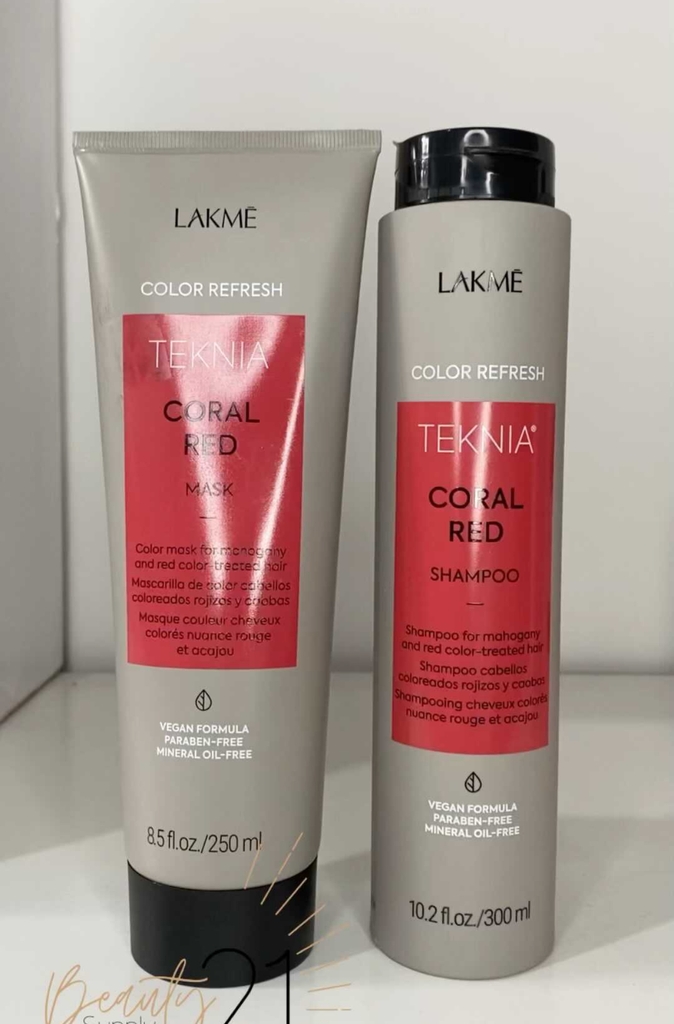 LAKMĒ
COLOR REFRESH
TEKNIA
CORAL
RED
MASK
Color mask for mahogany
and red color-treated hair
Mascarilla de color cabellos
coloreados rojizos y caobas
Masque couleur cheveux
colorés nuance rouge
et acajou
VEGAN FORMULA
PARABEN-FREE
MINERAL OIL-FREE
8.5 fl.oz./250 ml
LAKMĒ
COLOR REFRESH
TEKNIA®
CORAL
RED
SHAMPOO
Shampoo for mahogany
and red color-treated hair
Shampoo cabellos
coloreados rojizos y caobas
Shampooing cheveux colorés
nuance rouge et acajou
VEGAN FORMULA
PARABEN-FREE
MINERAL OIL-FREE
10.2 fl.oz./300 ml
Beauty 21
Supply